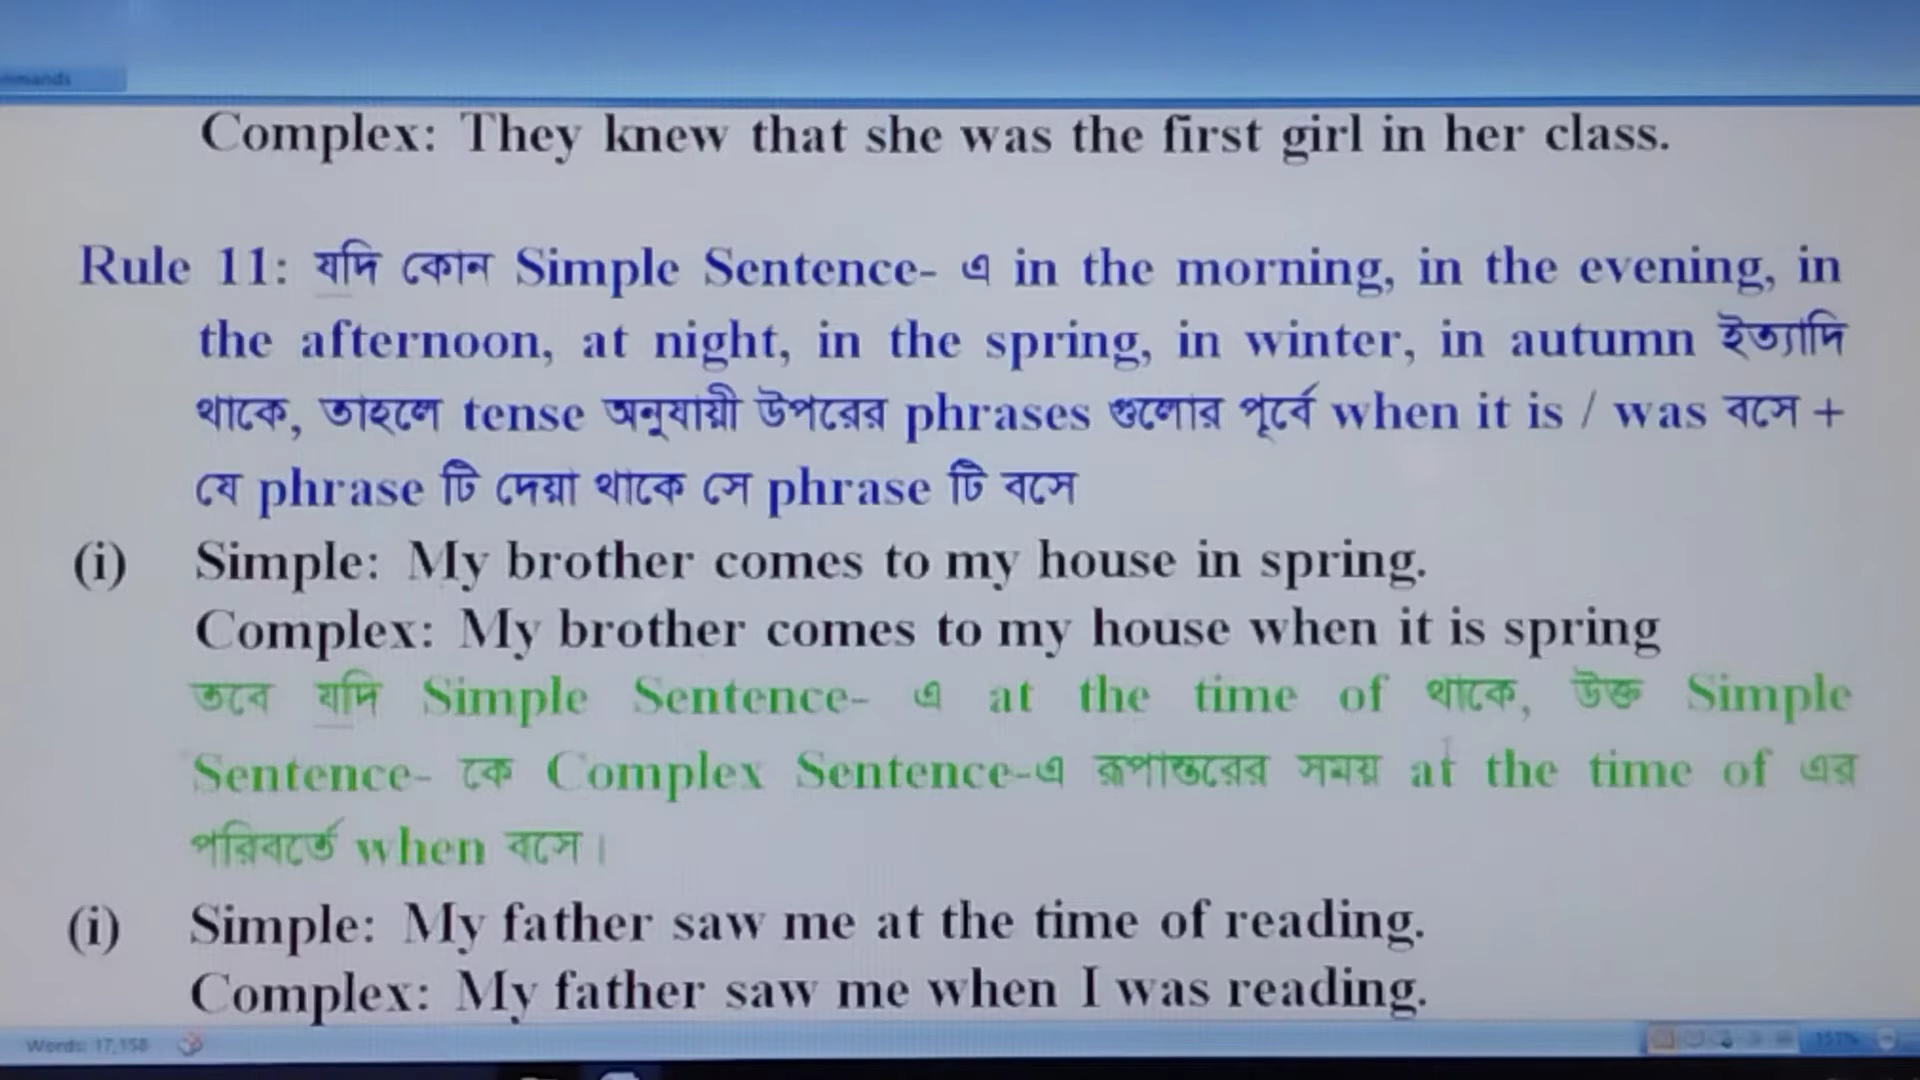 Complex: They knew that she was the first girl in her class.
Rule 11: যদি কোন Simple Sentence- এ in the morning, in the evening, in
the afternoon, at night, in the spring, in winter, in autumn ইত্যাদি
থাকে, তাহলে tense অনুযায়ী উপরের phrases গুলোর পূর্বে when it is / was বসে +
যে phrase টি দেয়া থাকে সে phrase টি বসে
(i) Simple: My brother comes to my house in spring.
Complex: My brother comes to my house when it is spring
তবে যদি Simple Sentence- এ at the time of থাকে, উক্ত Simple
Sentence- কে Complex Sentence-এ রূপান্তরের সময় at the time of এর
পরিবর্তে when বসে।
(i) Simple: My father saw me at the time of reading.
Complex: My father saw me when I was reading.
Words: 17,158 157%